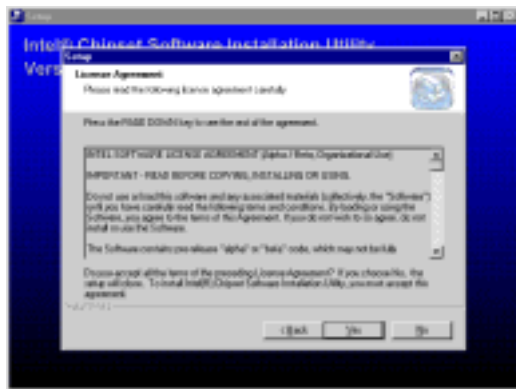 Setup
Intel® Chipset Software Installation Utility
Vers
Setup
License Agreement
Please read the following license agreement carefully.
Press the PAGE DOWN key to see the rest of the agreement.
INTEL SOFTWARE LICENSE AGREEMENT (Alpha / Beta, Organizational Use)
IMPORTANT - READ BEFORE COPYING, INSTALLING OR USING.
Do not use or load this software and any associated materials (collectively, the "Software")
until you have carefully read the following terms and conditions. By loading or using the
Software, you agree to the terms of this Agreement. If you do not wish to so agree, do not
install or use the Software.
The Software contains pre-release "alpha" or "beta" code, which may not be fully
Do you accept all the terms of the preceding License Agreement? If you choose No, the
setup will close. To install Intel(R) Chipset Software Installation Utility, you must accept this
agreement.
< Back
Yes
No